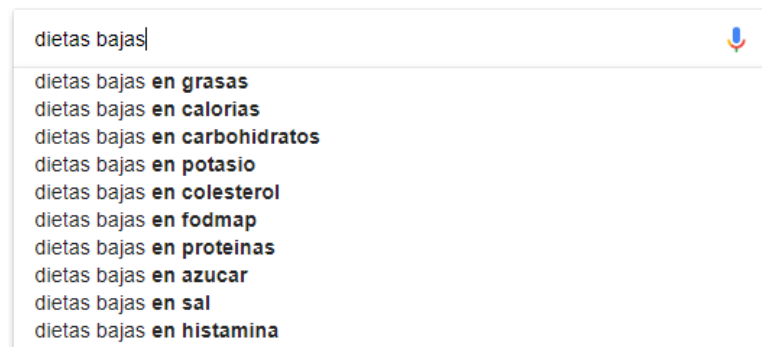 dietas bajas
dietas bajas en grasas
dietas bajas en calorias
dietas bajas en carbohidratos
dietas bajas en potasio
dietas bajas en colesterol
dietas bajas en fodmap
dietas bajas en proteinas
dietas bajas en azucar
dietas bajas en sal
dietas bajas en histamina